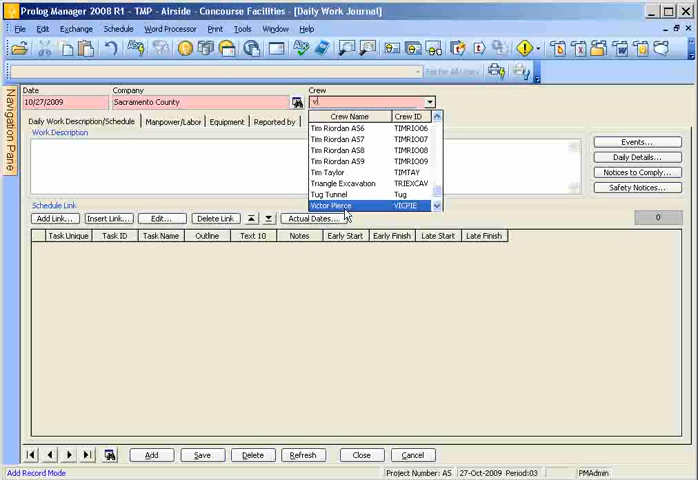 Prolog Manager 2008 R1 - TMP - Airside - Concourse Facilities - [Daily Work Journal]
File Edit Exchange Schedule Word Processor Print Tools Window Help
For All Users
Navigation Pane
Date Company Crew
10/27/2009 Sacramento County v
Daily Work Description/Schedule Manpower/Labor Equipment Reported by
Crew Name Crew ID
Tim Riordan AS6 TIMRIO06
Tim Riordan AS7 TIMRIO07
Tim Riordan AS8 TIMRIO08
Tim Riordan AS9 TIMRIO09
Tim Taylor TIMTAY
Triangle Excavation TRIEXCAV
Tug Tunnel Tug
Victor Pierce VICPIE
Work Description
Events...
Daily Details...
Notices to Comply...
Safety Notices...
Schedule Link
Add Link... Insert Link... Edit... Delete Link Actual Dates... 0
Task Unique Task ID Task Name Outline Text 10 Notes Early Start Early Finish Late Start Late Finish
Add Save Delete Refresh Close Cancel
Add Record Mode Project Number: AS 27-Oct-2009 Period:03 PMAdmin